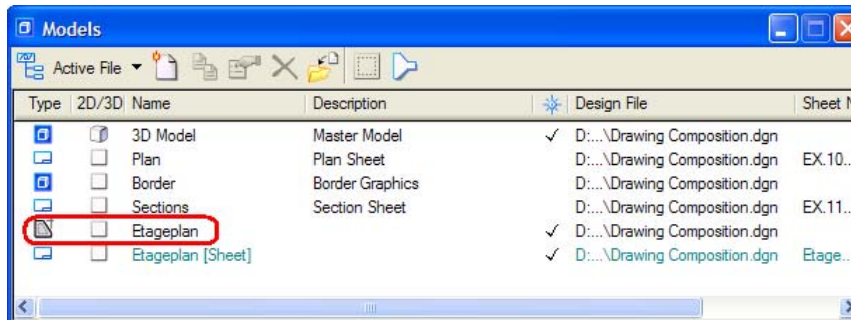 Models
Active File
Type 2D/3D Name Description Design File Sheet N
3D Model Master Model D:...\Drawing Composition.dgn
Plan Plan Sheet D:...\Drawing Composition.dgn EX.10...
Border Border Graphics D:...\Drawing Composition.dgn
Sections Section Sheet D:...\Drawing Composition.dgn EX.11...
Etageplan D:...\Drawing Composition.dgn
Etageplan [Sheet] D:...\Drawing Composition.dgn Etage...